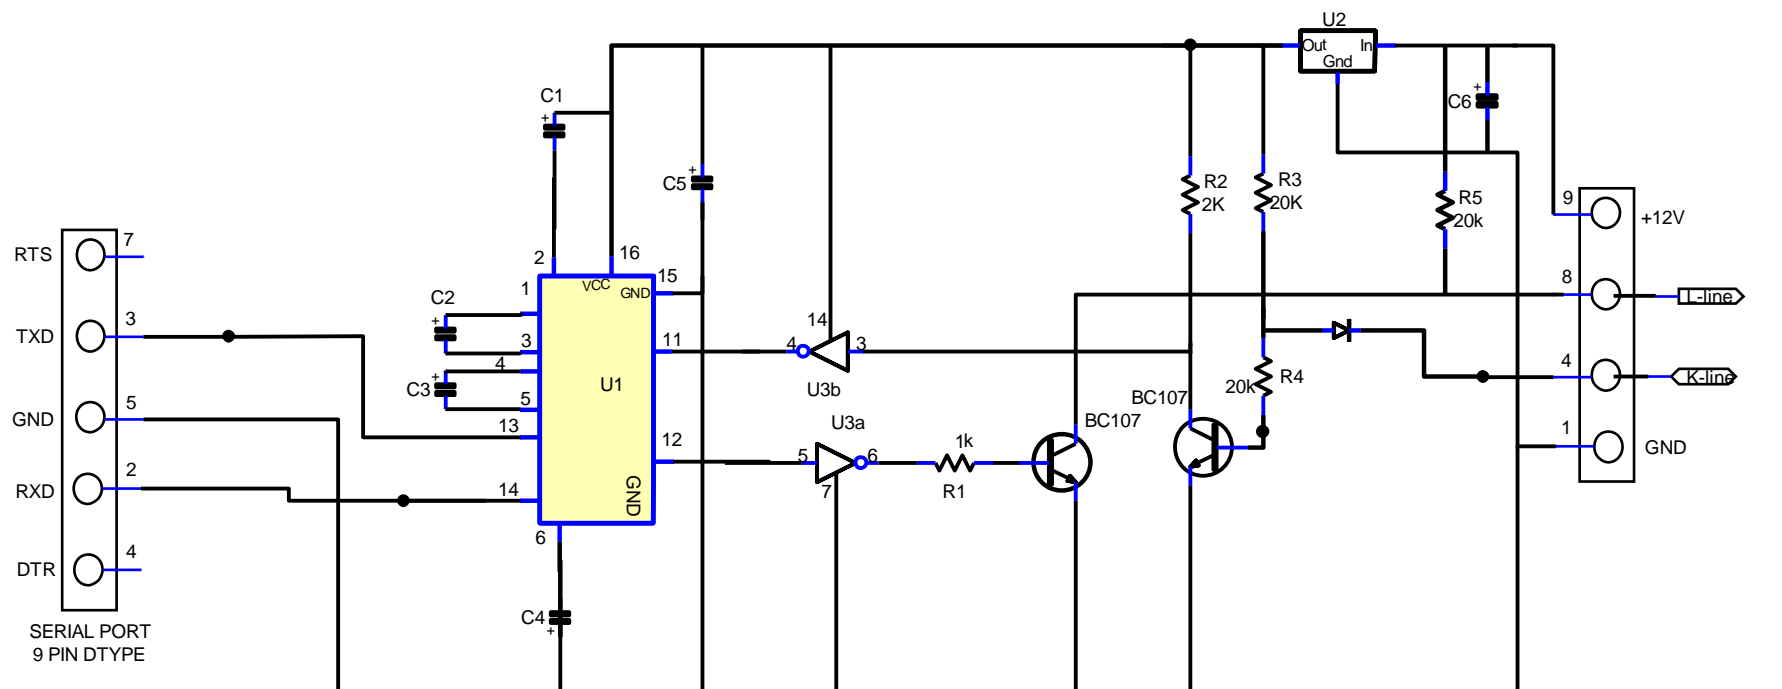 U2
Out
In
Gnd
C1
+
C6
+
C5
+
R2
2K
R3
20K
R5
20k
9
+12V
RTS
7
2
16
15
VCC
GND
1
C2
+
8
L-line
TXD
3
14
3
4
11
4
3
U1
U3b
C3
+
5
20k
R4
4
K-line
BC107
GND
5
13
U3a
BC107
12
1k
1
GND
5
6
7
R1
RXD
2
14
GND
6
DTR
4
C4
+
SERIAL PORT
9 PIN DTYPE